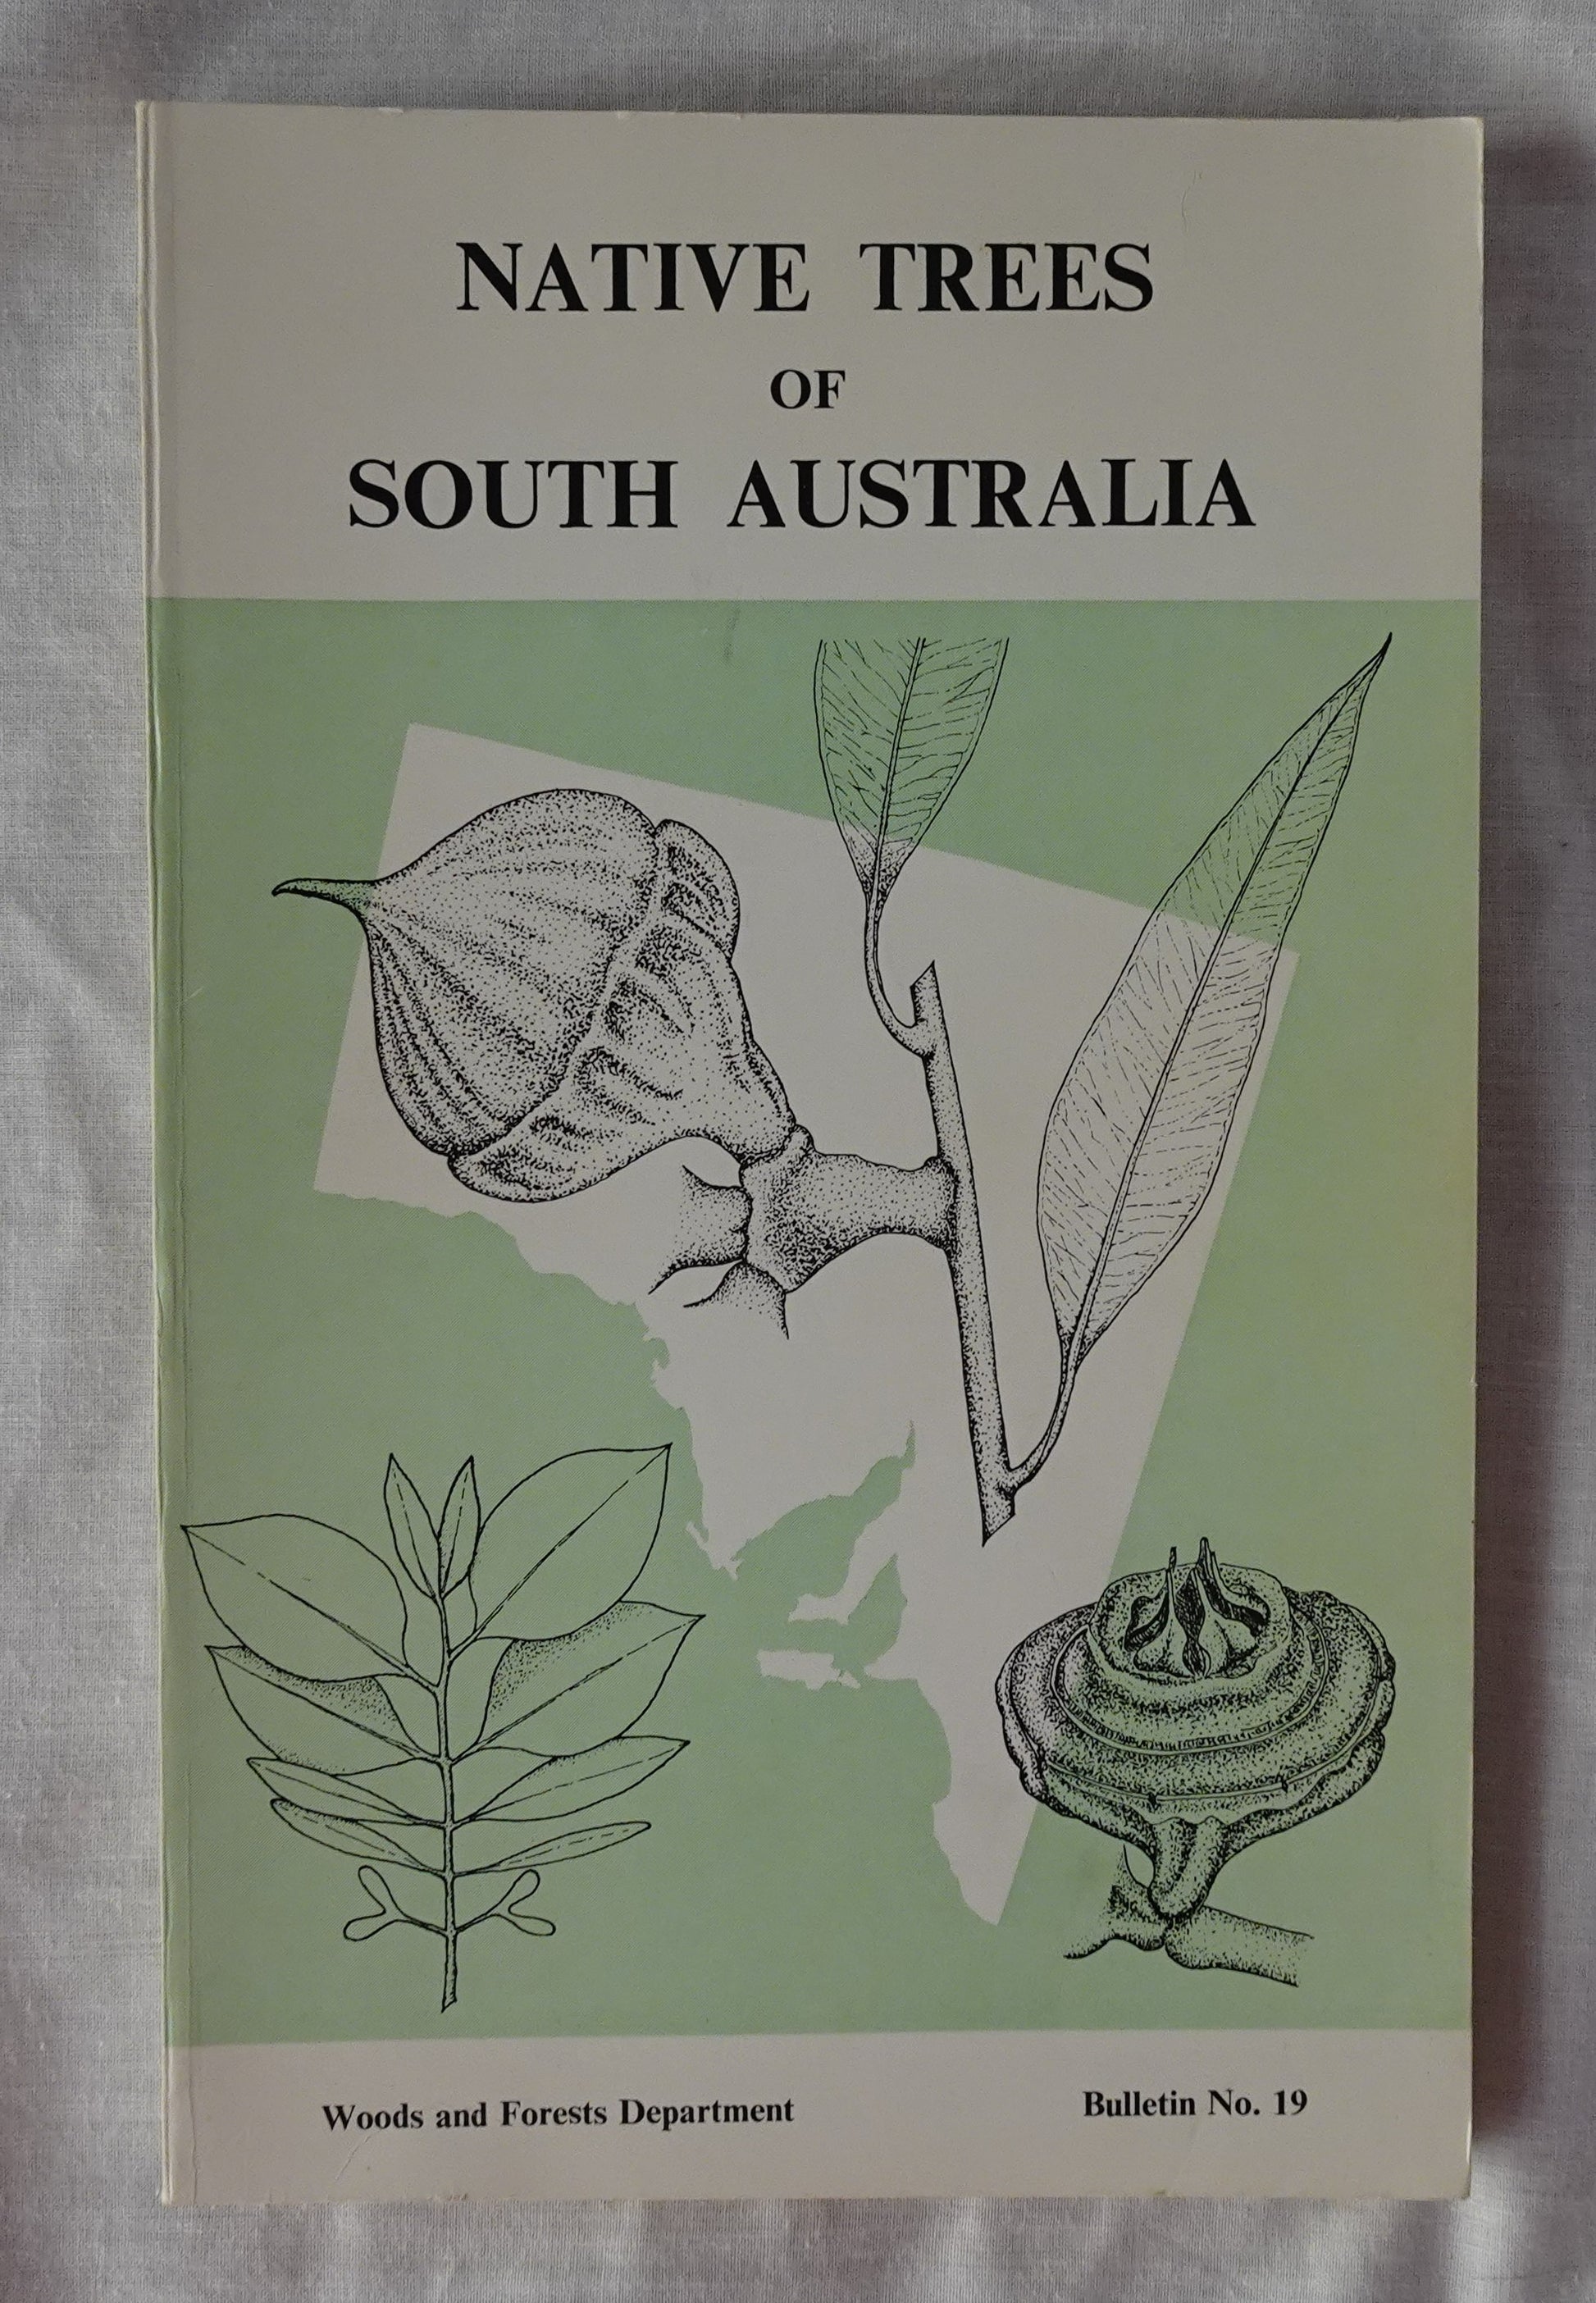 NATIVE TREES
OF
SOUTH AUSTRALIA
Woods and Forests Department
Bulletin No. 19